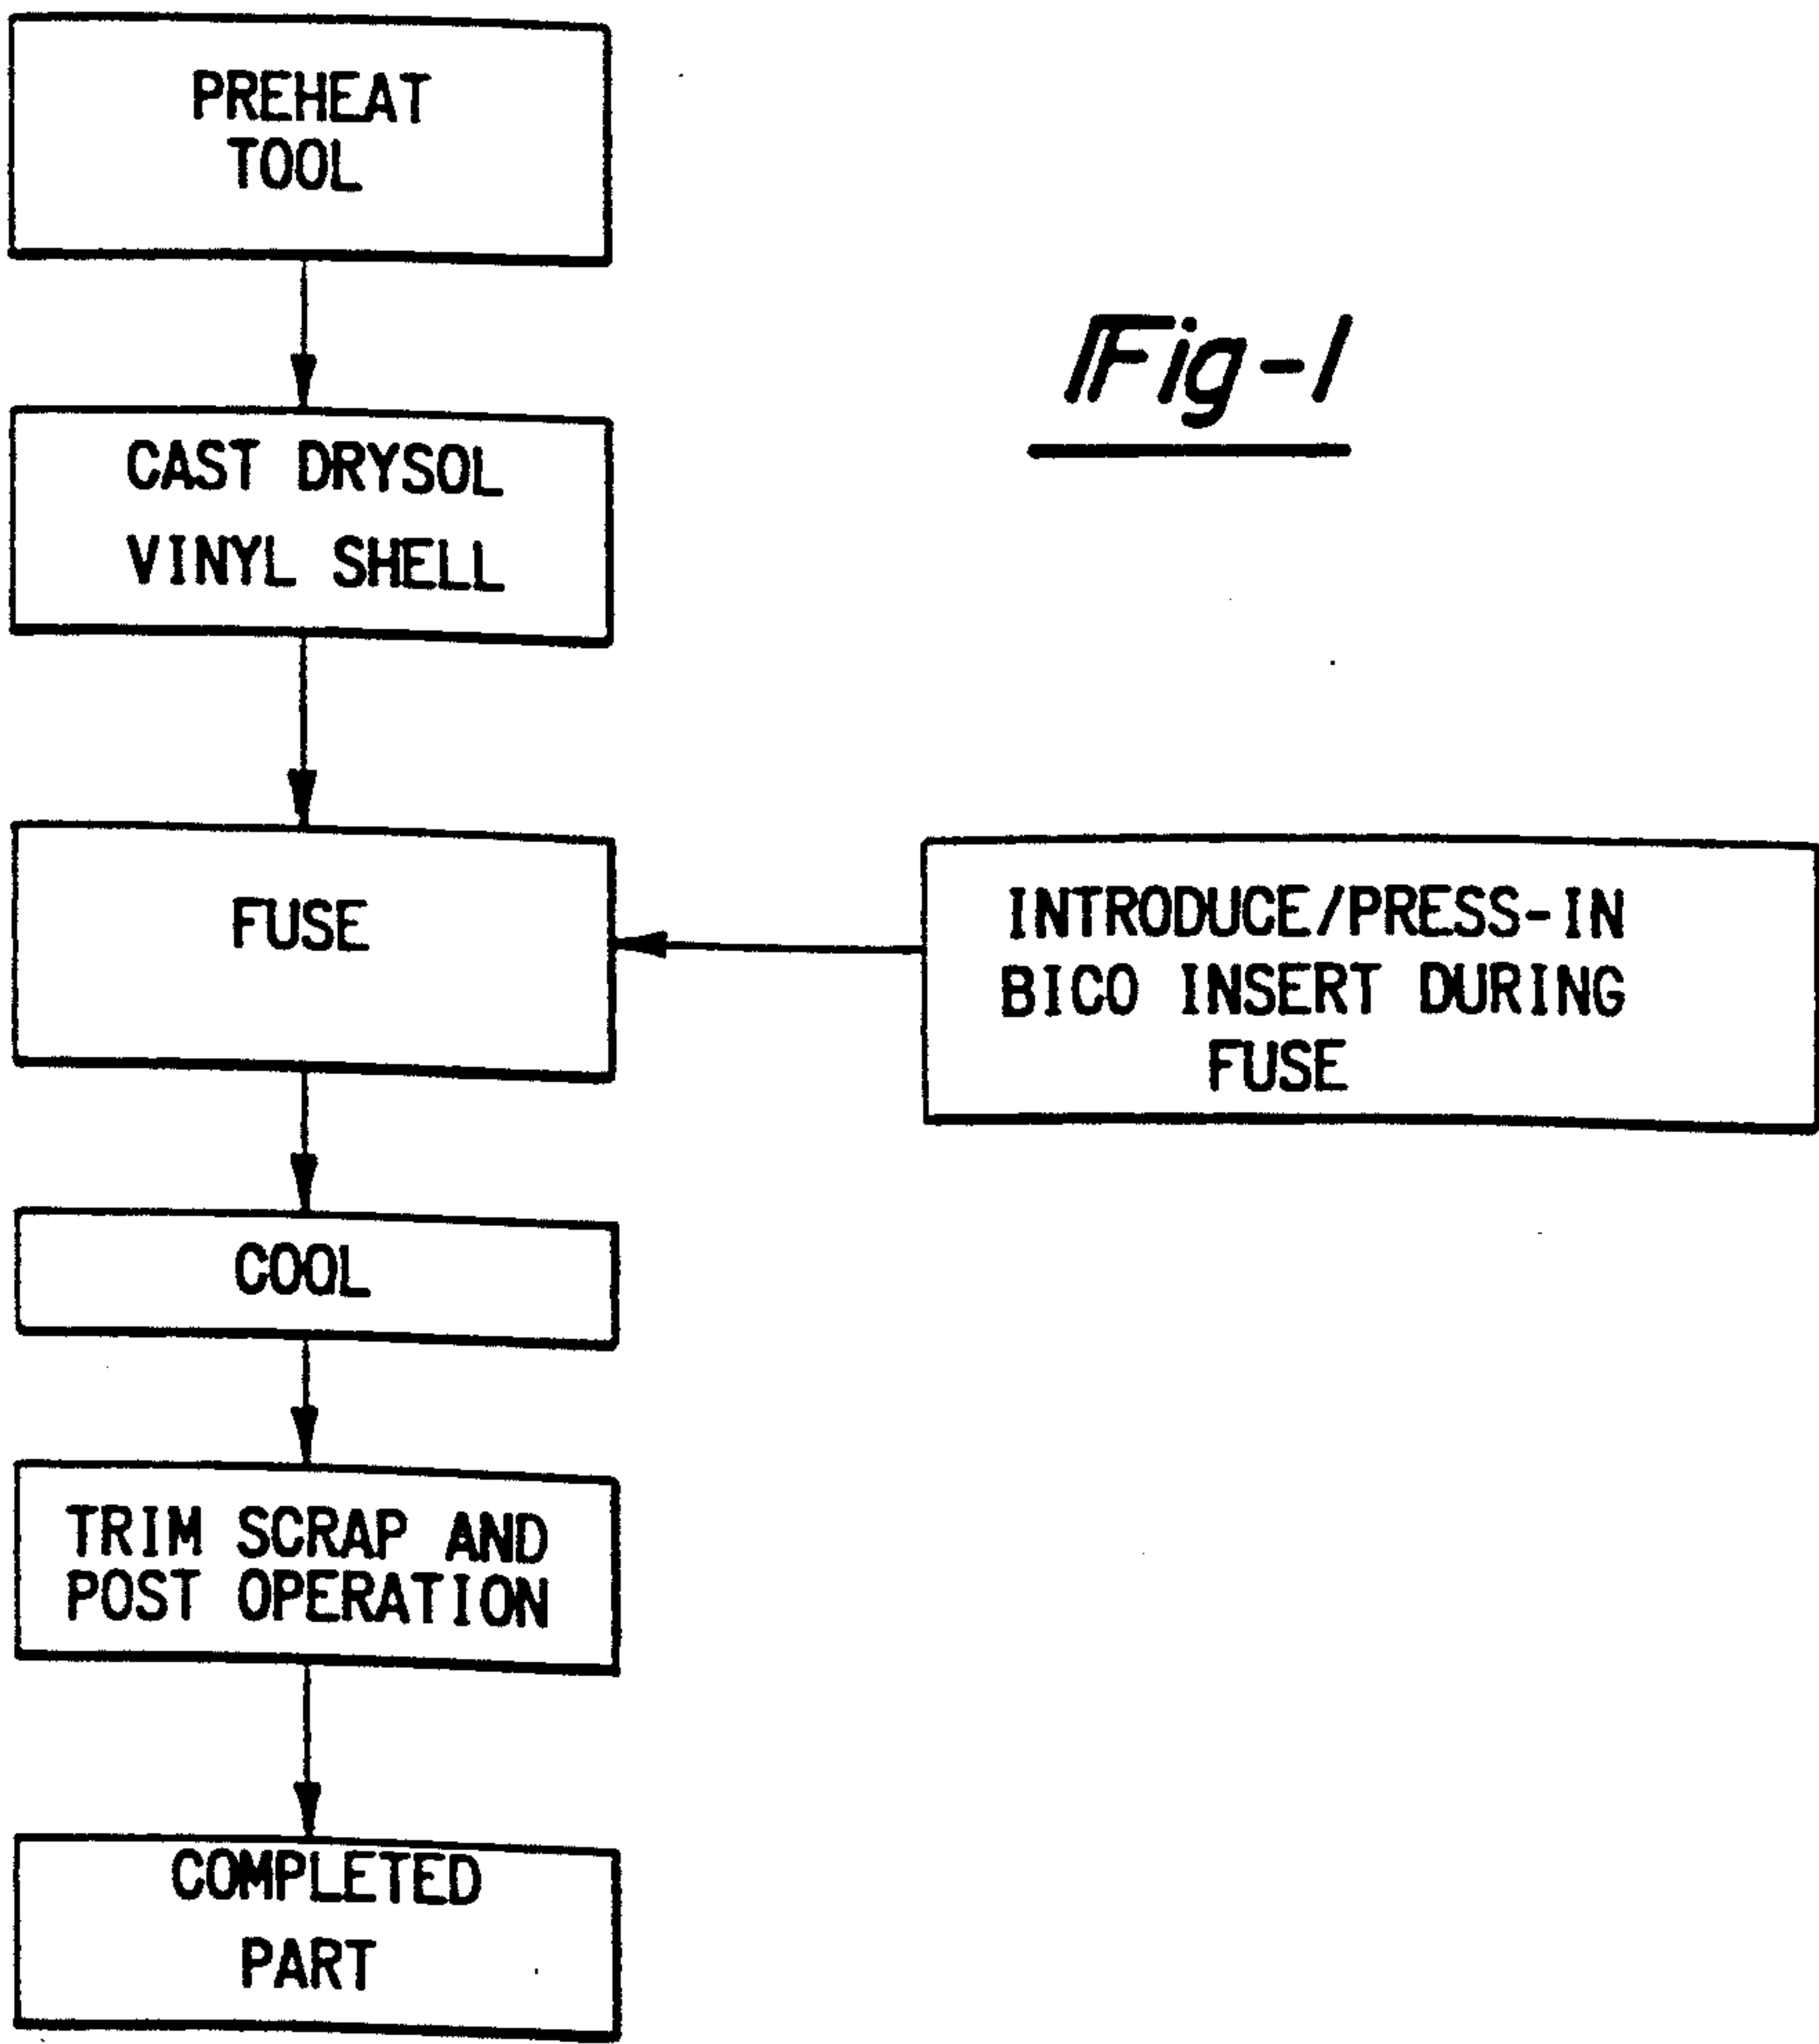 PREHEAT
TOOL
Fig-1
CAST DRYSOL
VINYL SHELL
FUSE
INTRODUCE/PRESS-IN
BICO INSERT DURING
FUSE
COOL
TRIM SCRAP AND
POST OPERATION
COMPLETED
PART